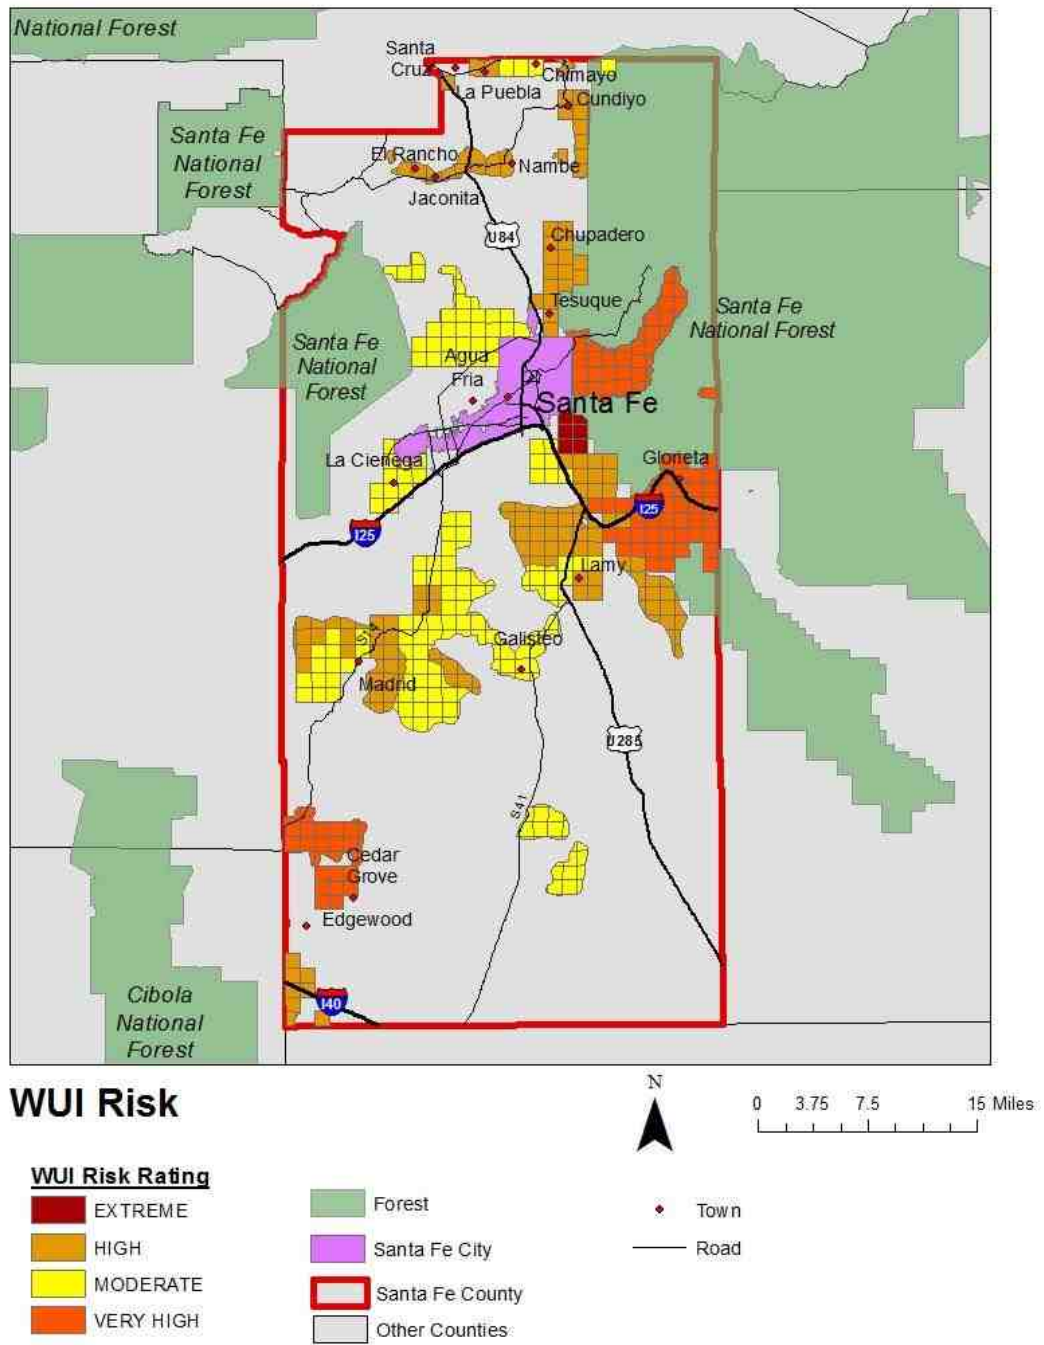 National Forest
Santa
Cruz
Chimayo
La Puebla
Cundiyo
Santa Fe
National
Forest
El Rancho
Nambe
Jaconita
U84
Chupadero
Tesuque
Santa Fe
National Forest
Santa Fe
National
Forest
Agua
Fria
Santa Fe
La Cienega
Glorieta
I25
I25
Lamy
Galisteo
Madrid
U285
S41
Cedar
Grove
Edgewood
I40
Cibola
National
Forest
WUI Risk
N
0 3.75 7.5 15 Miles
WUI Risk Rating
EXTREME
HIGH
MODERATE
VERY HIGH
Forest
Santa Fe City
Santa Fe County
Other Counties
Town
Road